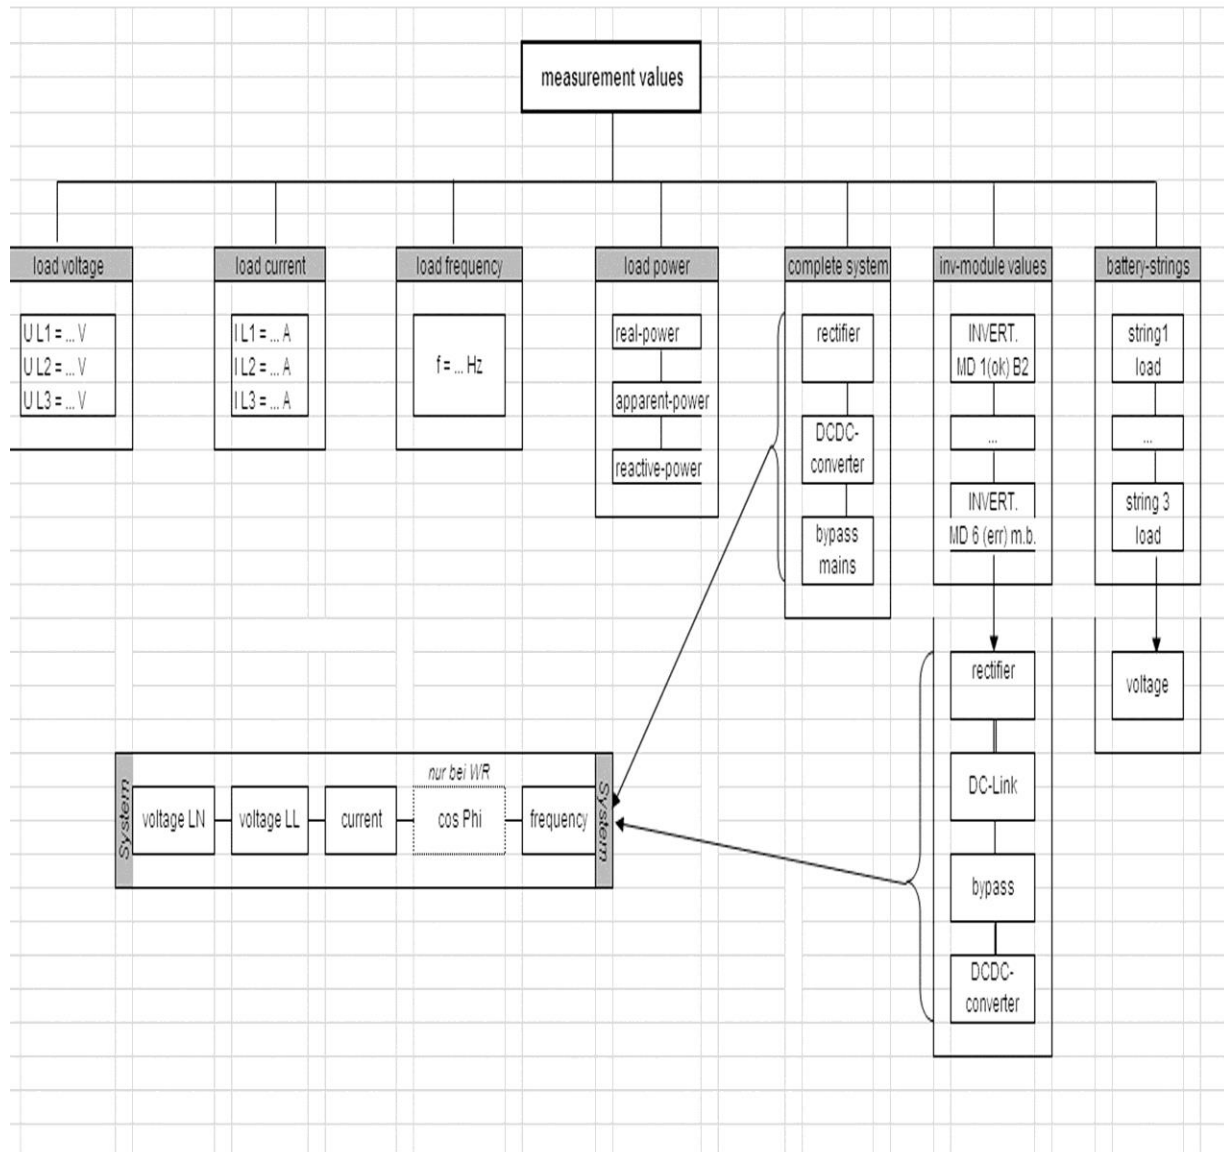 measurement values
load voltage
load current
load frequency
load power
complete system
inv-module values
battery-strings
U L1 = ... V
U L2 = ... V
U L3 = ... V
I L1 = ... A
I L2 = ... A
I L3 = ... A
f = ... Hz
real-power
apparent-power
reactive-power
rectifier
DCDC-
converter
bypass
mains
INVERT.
MD 1(ok) B2
...
INVERT.
MD 6 (err) m.b.
string1
load
...
string 3
load
rectifier
DC-Link
bypass
DCDC-
converter
voltage
System
voltage LN
voltage LL
current
nur bei WR
cos Phi
frequency
System